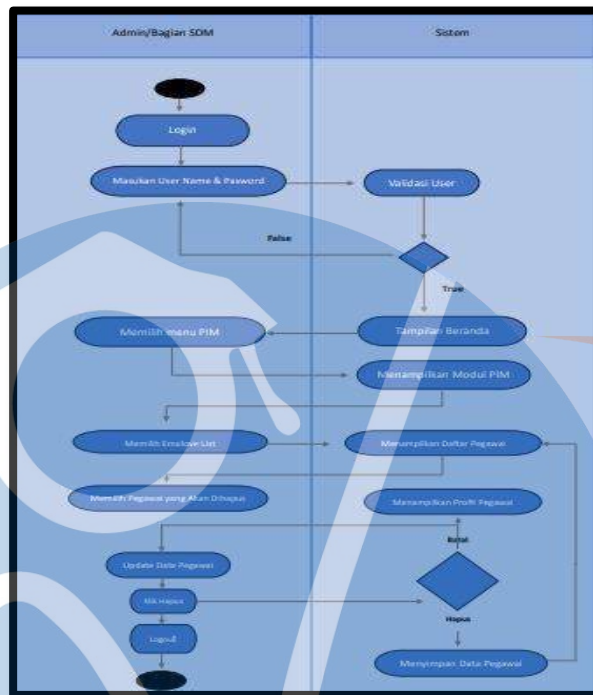 Admin/Bagian SDM
Sistem
Login
Masukan User Name & Pasword
Validasi User
False
True
Memilih menu PIM
Tampilan Beranda
Menampilkan Modul PIM
Memilih Emolove List
Menampilkan Daftar Pegawai
Memilih Pegawai yang Akan Dihapus
Menampilkan Profil Pegawai
Batal
Update Data Pegawai
Klik Hapus
Hapus
Logout
Menyimpan Data Pegawai